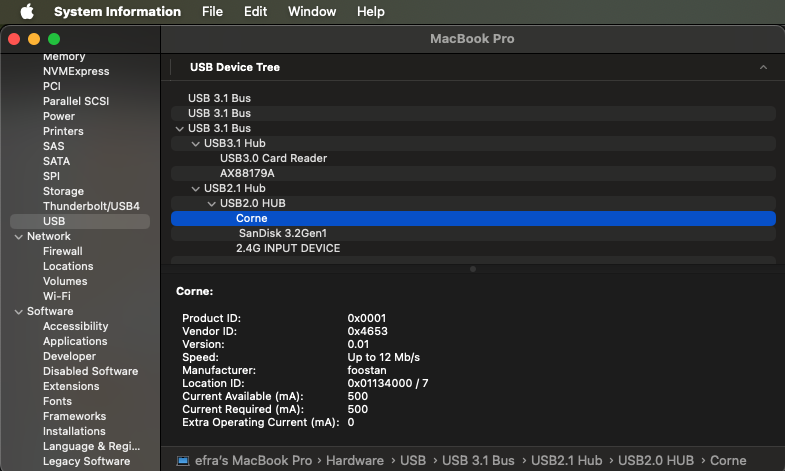 System Information File Edit Window Help
MacBook Pro
Memory
NVMExpress
PCI
Parallel SCSI
Power
Printers
SAS
SATA
SPI
Storage
Thunderbolt/USB4
USB
Network
Firewall
Locations
Volumes
Wi-Fi
Software
Accessibility
Applications
Developer
Disabled Software
Extensions
Fonts
Frameworks
Installations
Language & Regi...
Legacy Software
USB Device Tree
USB 3.1 Bus
USB 3.1 Bus
USB 3.1 Bus
USB3.1 Hub
USB3.0 Card Reader
AX88179A
USB2.1 Hub
USB2.0 HUB
Corne
SanDisk 3.2Gen1
2.4G INPUT DEVICE
Corne:
Product ID: 0x0001
Vendor ID: 0x4653
Version: 0.01
Speed: Up to 12 Mb/s
Manufacturer: foostan
Location ID: 0x01134000 / 7
Current Available (mA): 500
Current Required (mA): 500
Extra Operating Current (mA): 0
efra's MacBook Pro › Hardware › USB › USB 3.1 Bus › USB2.1 Hub › USB2.0 HUB › Corne